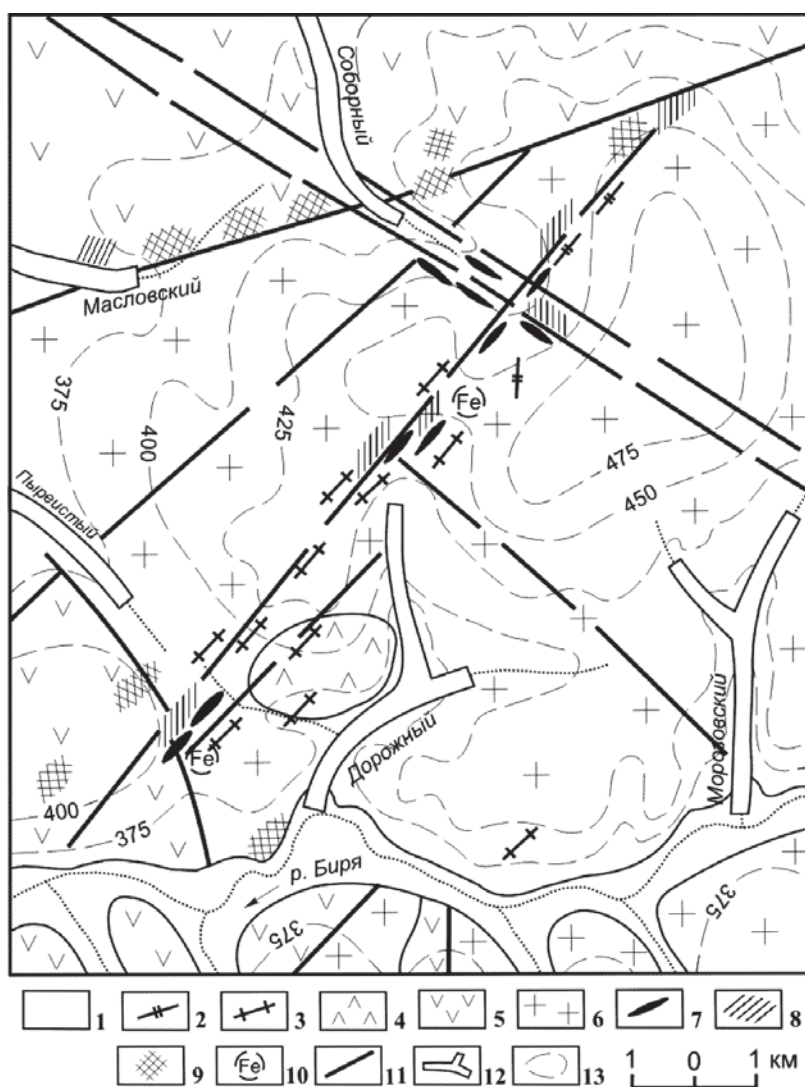 Соборный
Масловский
375
400
425
Fe
475
450
Пыреистый
Морозовский
Дорожный
Fe
400
375
р. Биря
375
375
1 2 3 4 5 6 7 8
9 Fe 10 11 12 13 1 0 1 км